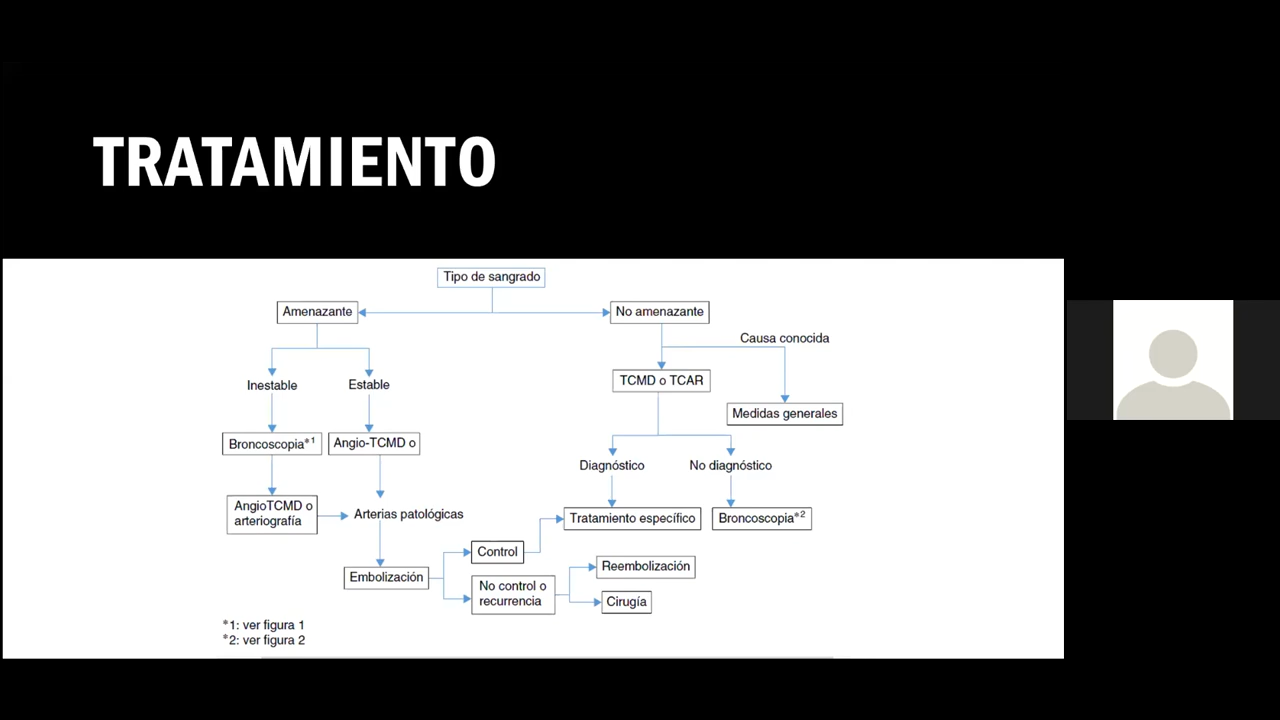 TRATAMIENTO
Tipo de sangrado
Amenazante
No amenazante
Causa conocida
Inestable
Estable
TCMD o TCAR
Medidas generales
Broncoscopia*1
Angio-TCMD o
Diagnóstico
No diagnóstico
AngioTCMD o
arteriografía
Arterias patológicas
Tratamiento específico
Broncoscopia*2
Control
Embolización
Reembolización
No control o
recurrencia
Cirugía
*1: ver figura 1
*2: ver figura 2